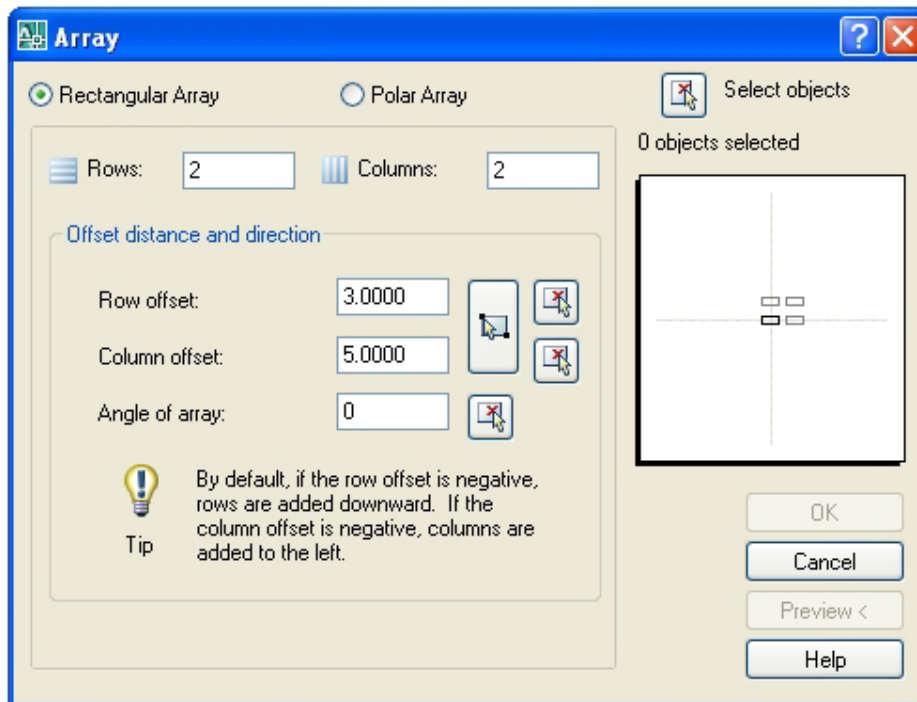 Array
Rectangular Array
Polar Array
Select objects
0 objects selected
Rows: 2
Columns: 2
Offset distance and direction
Row offset: 3.0000
Column offset: 5.0000
Angle of array: 0
Tip
By default, if the row offset is negative,
rows are added downward. If the
column offset is negative, columns are
added to the left.
OK
Cancel
Preview <
Help